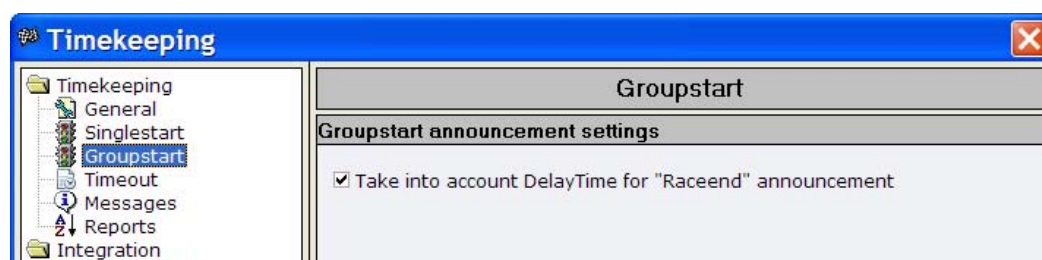 Timekeeping
Timekeeping
General
Singlestart
Groupstart
Timeout
Messages
Reports
Integration
Groupstart
Groupstart announcement settings
Take into account DelayTime for "Raceend" announcement